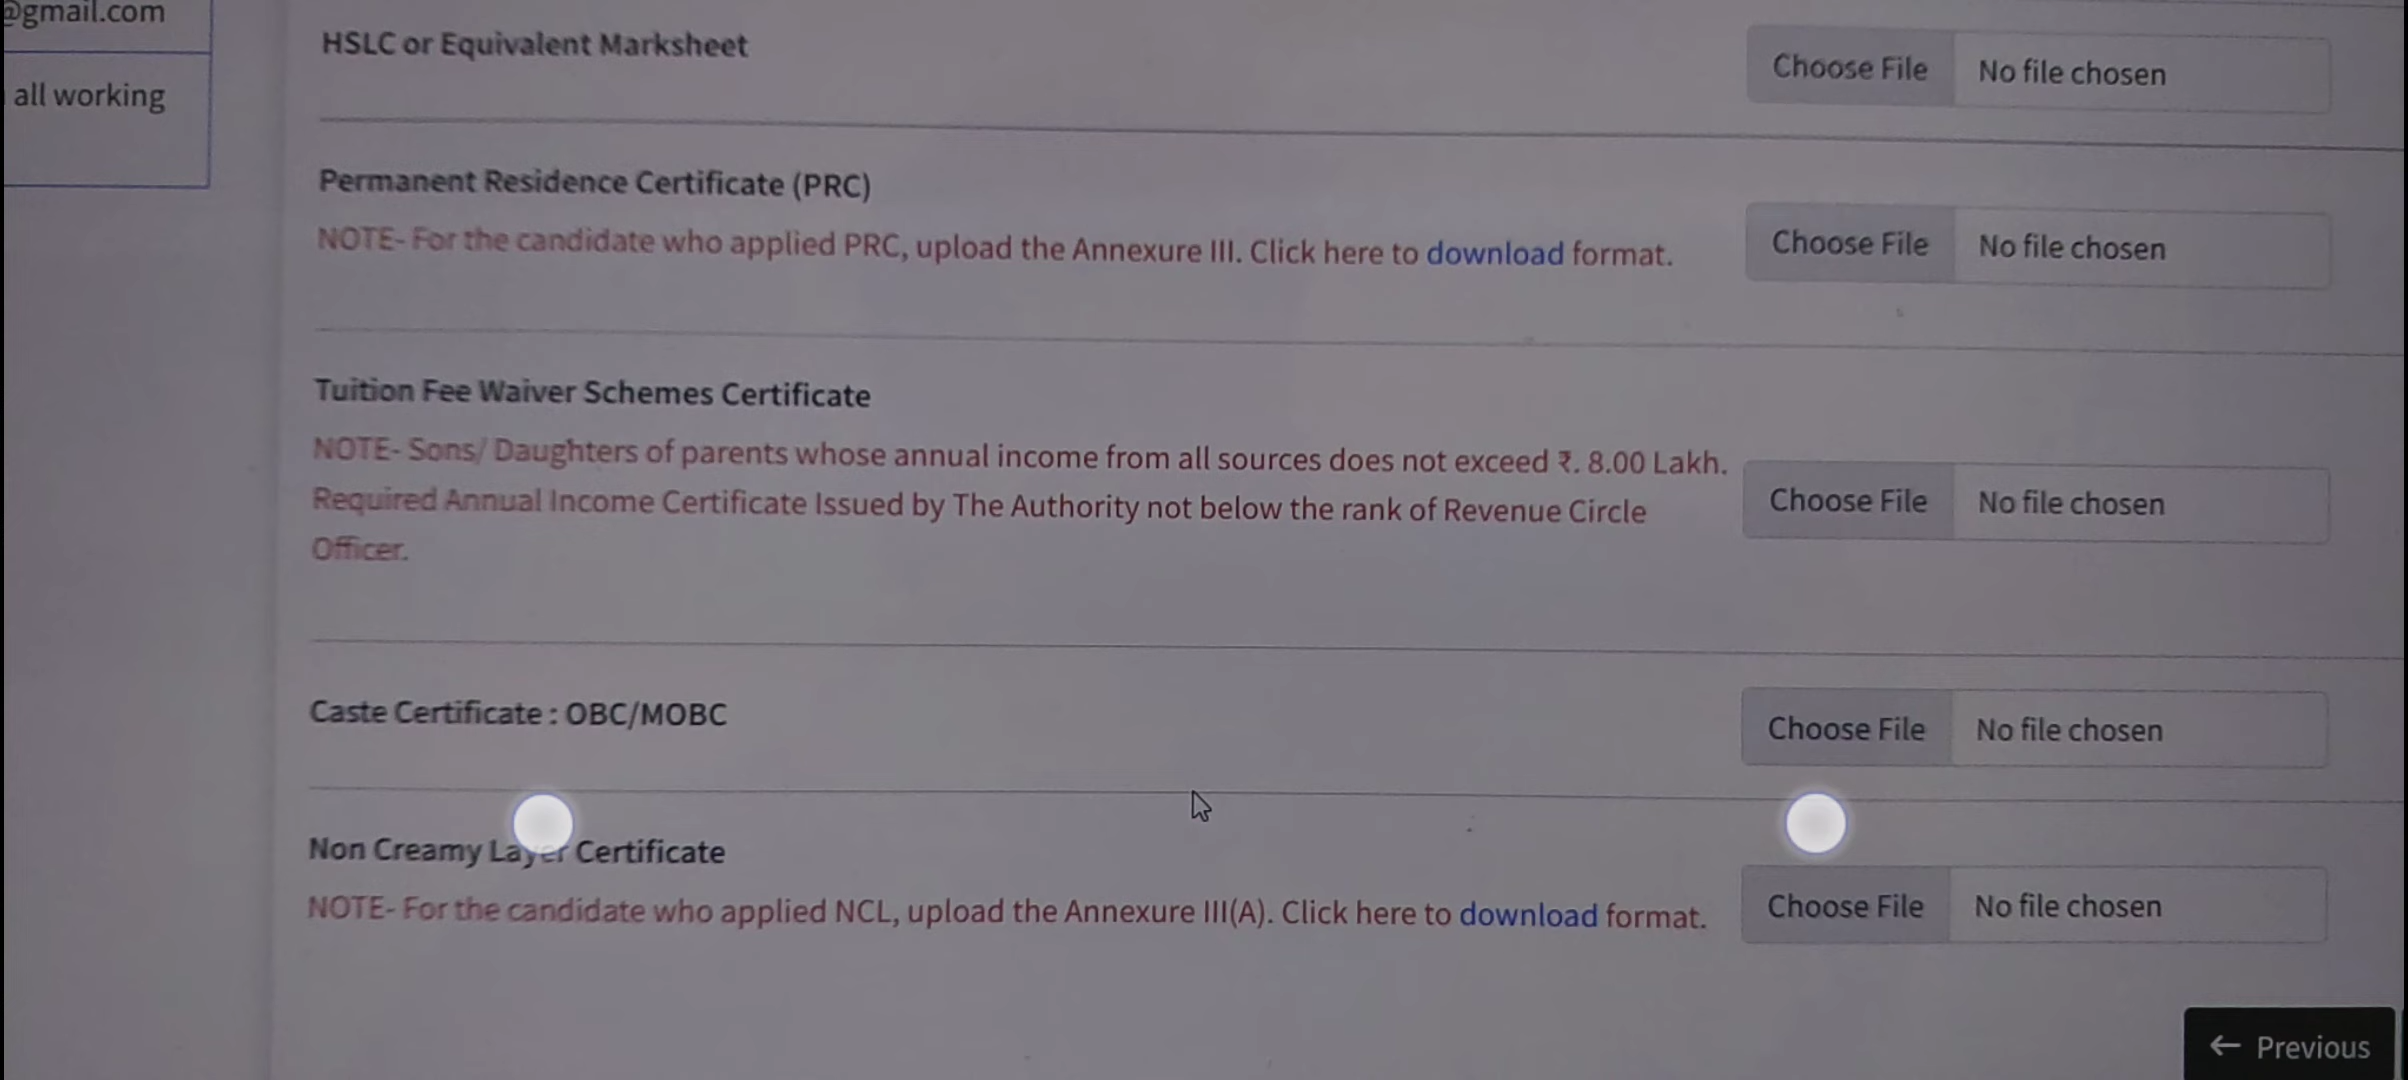 @gmail.com
all working
HSLC or Equivalent Marksheet
Choose File No file chosen
Permanent Residence Certificate (PRC)
NOTE- For the candidate who applied PRC, upload the Annexure III. Click here to download format.
Choose File No file chosen
Tuition Fee Waiver Schemes Certificate
NOTE- Sons/ Daughters of parents whose annual income from all sources does not exceed ₹. 8.00 Lakh.
Required Annual Income Certificate Issued by The Authority not below the rank of Revenue Circle
Officer.
Choose File No file chosen
Caste Certificate : OBC/MOBC
Choose File No file chosen
Non Creamy Layer Certificate
NOTE- For the candidate who applied NCL, upload the Annexure III(A). Click here to download format.
Choose File No file chosen
← Previous